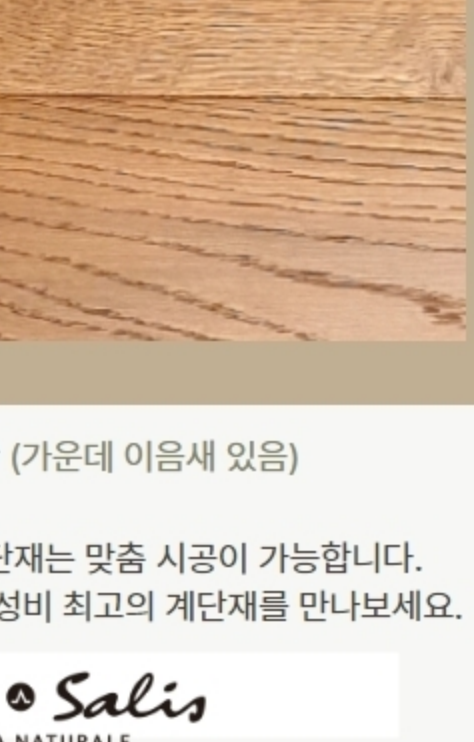 (가운데 이음새 있음)
단재는 맞춤 시공이 가능합니다.
성비 최고의 계단재를 만나보세요.
Salis
NATURALE